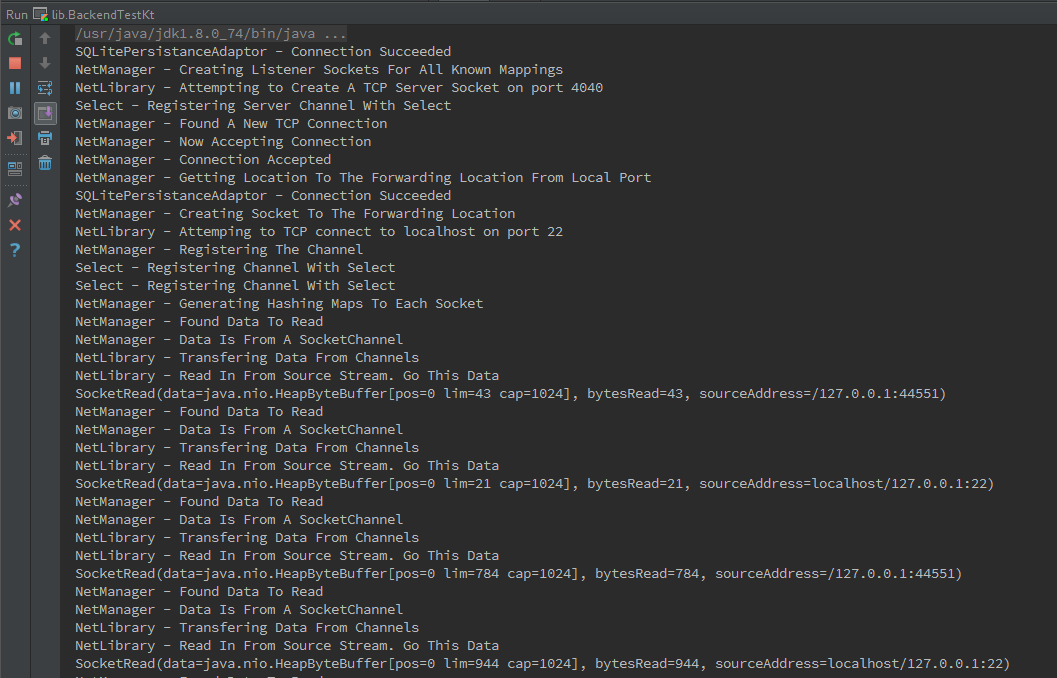 Run lib.BackendTestKt
/usr/java/jdk1.8.0_74/bin/java ...
SQLitePersistanceAdaptor - Connection Succeeded
NetManager - Creating Listener Sockets For All Known Mappings
NetLibrary - Attempting to Create A TCP Server Socket on port 4040
Select - Registering Server Channel With Select
NetManager - Found A New TCP Connection
NetManager - Now Accepting Connection
NetManager - Connection Accepted
NetManager - Getting Location To The Forwarding Location From Local Port
SQLitePersistanceAdaptor - Connection Succeeded
NetManager - Creating Socket To The Forwarding Location
NetLibrary - Attemping to TCP connect to localhost on port 22
NetManager - Registering The Channel
Select - Registering Channel With Select
Select - Registering Channel With Select
NetManager - Generating Hashing Maps To Each Socket
NetManager - Found Data To Read
NetManager - Data Is From A SocketChannel
NetLibrary - Transfering Data From Channels
NetLibrary - Read In From Source Stream. Go This Data
SocketRead(data=java.nio.HeapByteBuffer[pos=0 lim=43 cap=1024], bytesRead=43, sourceAddress=/127.0.0.1:44551)
NetManager - Found Data To Read
NetManager - Data Is From A SocketChannel
NetLibrary - Transfering Data From Channels
NetLibrary - Read In From Source Stream. Go This Data
SocketRead(data=java.nio.HeapByteBuffer[pos=0 lim=21 cap=1024], bytesRead=21, sourceAddress=localhost/127.0.0.1:22)
NetManager - Found Data To Read
NetManager - Data Is From A SocketChannel
NetLibrary - Transfering Data From Channels
NetLibrary - Read In From Source Stream. Go This Data
SocketRead(data=java.nio.HeapByteBuffer[pos=0 lim=784 cap=1024], bytesRead=784, sourceAddress=/127.0.0.1:44551)
NetManager - Found Data To Read
NetManager - Data Is From A SocketChannel
NetLibrary - Transfering Data From Channels
NetLibrary - Read In From Source Stream. Go This Data
SocketRead(data=java.nio.HeapByteBuffer[pos=0 lim=944 cap=1024], bytesRead=944, sourceAddress=localhost/127.0.0.1:22)